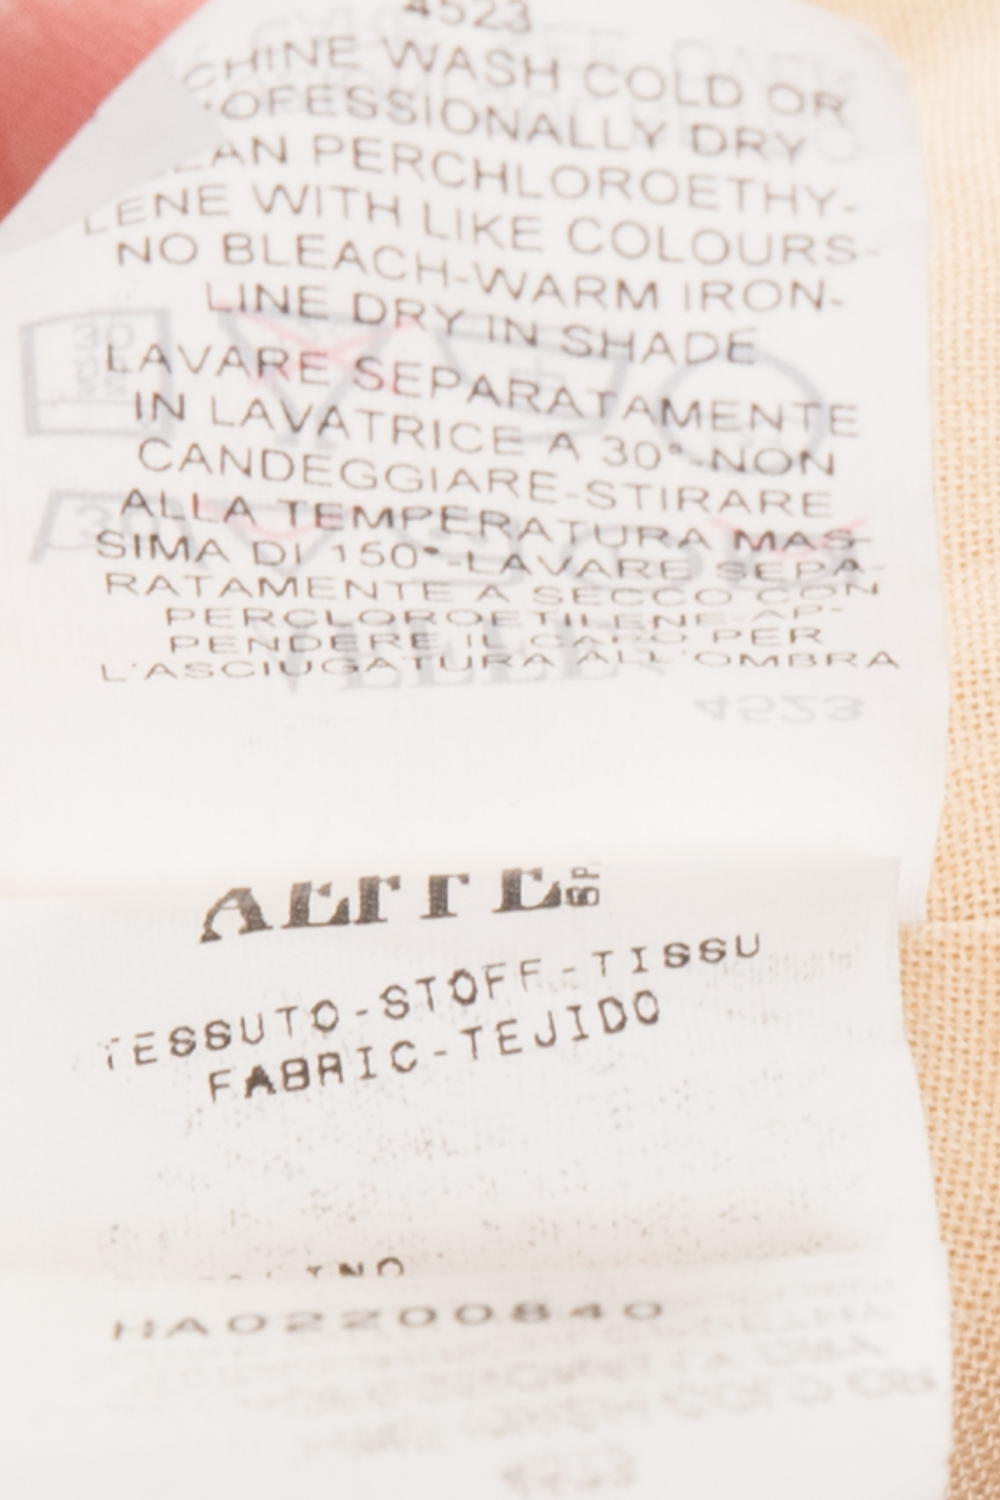 4523
CHINE WASH COLD OR
OFESSIONALLY DRY
EAN PERCHLOROETHY-
LENE WITH LIKE COLOURS-
NO BLEACH-WARM IRON-
LINE DRY IN SHADE
LAVARE SEPARATAMENTE
IN LAVATRICE A 30°-NON
CANDEGGIARE-STIRARE
ALLA TEMPERATURA MAS-
SIMA DI 150°-LAVARE SEPA-
RATAMENTE A SECCO CON
PERCLOROETILENE-AP-
PENDERE IL CAPO PER
L'ASCIUGATURA ALL'OMBRA
4523
TESSUTO-STOFF-TISSU
FABRIC-TEJIDO
HA02200840